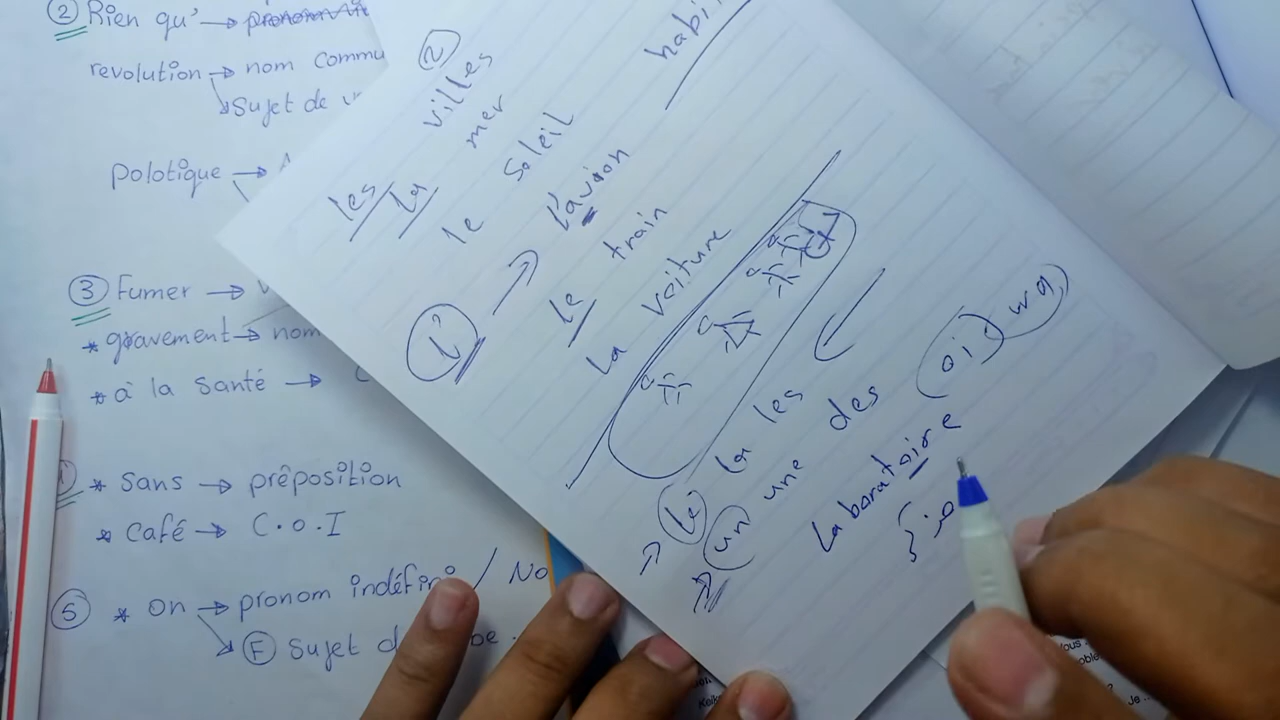 ② Rien qu' → pronom
revolution → nom commu
↘ Sujet de v
polotique →
③ Fumer →
* gravement → nom
* à la Santé →
* Sans → préposition
* café → C.O.I
⑤ * on → pronom indéfini / No
↘ Ⓕ Sujet d be.
②
les villes
la mer
le Soleil
l' → l'avion
le train
la voiture
habi
le la les
un une des
Laboratoire
oi